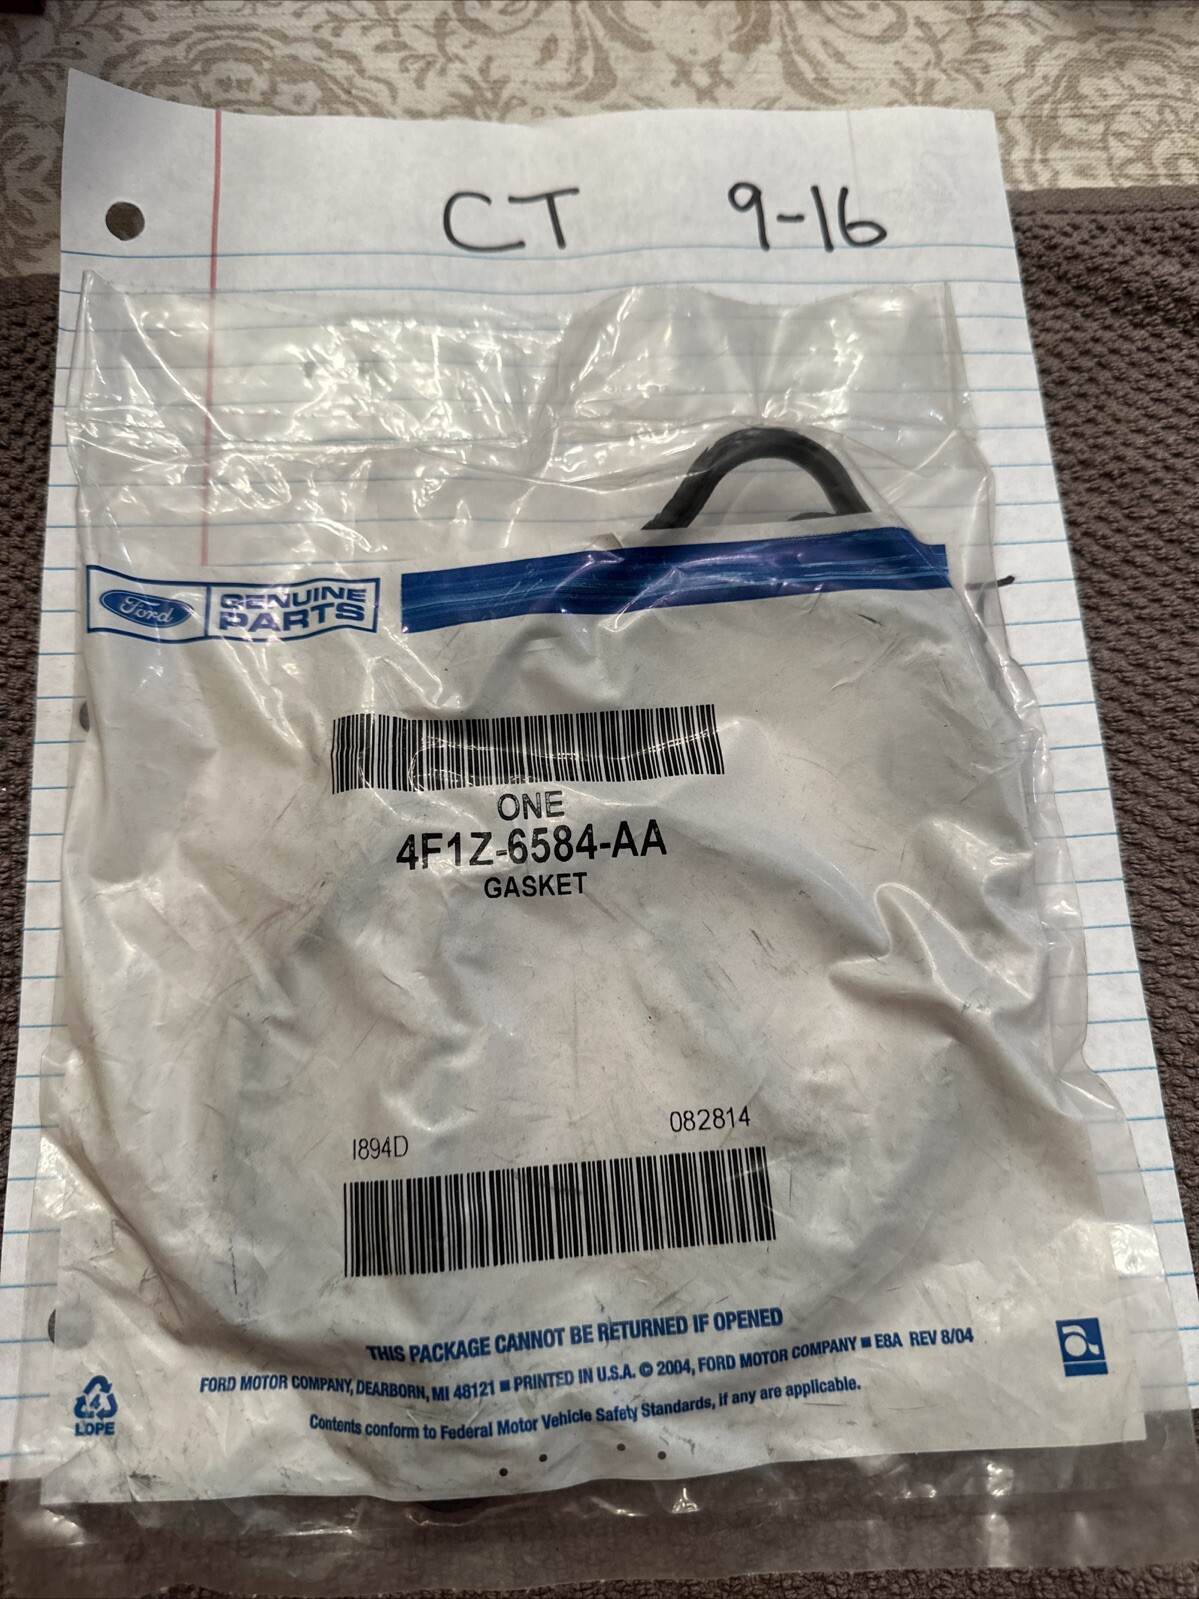 CT 9-16
Ford GENUINE PARTS
ONE
4F1Z-6584-AA
GASKET
I894D 082814
THIS PACKAGE CANNOT BE RETURNED IF OPENED
FORD MOTOR COMPANY, DEARBORN, MI 48121 ■ PRINTED IN U.S.A. © 2004, FORD MOTOR COMPANY ■ E8A REV 8/04
Contents conform to Federal Motor Vehicle Safety Standards, if any are applicable.
4
LDPE
a